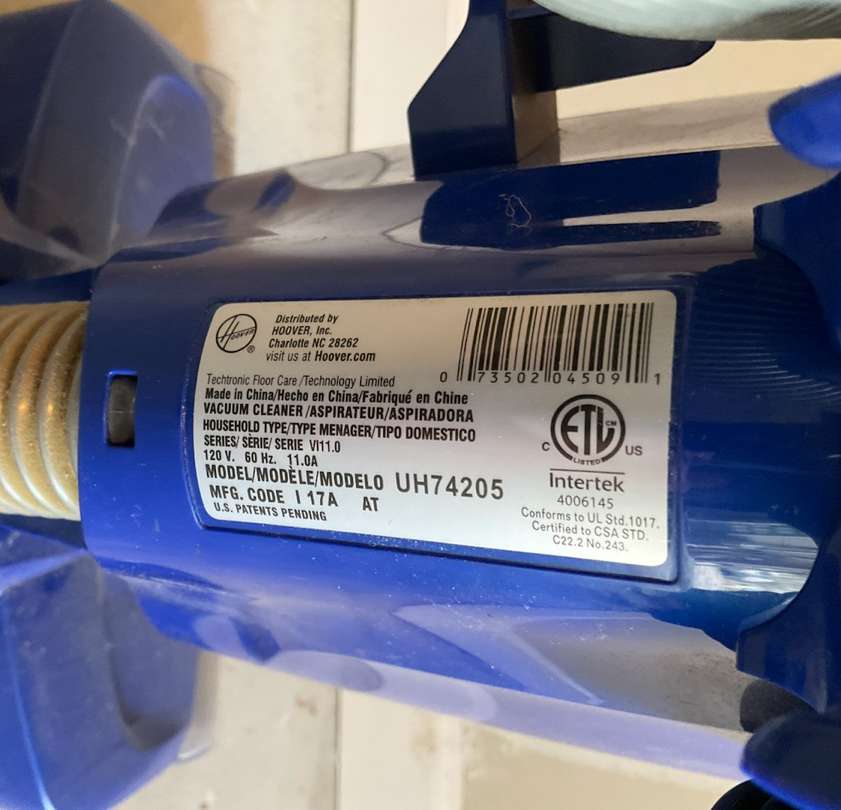 HOOVER
®
Distributed by
HOOVER, Inc.
Charlotte NC 28262
visit us at Hoover.com
0 73502 04509 1
Techtronic Floor Care /Technology Limited
Made in China/Hecho en China/Fabriqué en Chine
VACUUM CLEANER/ASPIRATEUR/ASPIRADORA
HOUSEHOLD TYPE/TYPE MENAGER/TIPO DOMESTICO
SERIES/ SÈRIE/ SERIE VI11.0
120 V. 60 Hz. 11.0A
MODEL/MODÈLE/MODELO UH74205
MFG. CODE I 17A AT
U.S. PATENTS PENDING
ETL CM
LISTED
C US
Intertek
4006145
Conforms to UL Std.1017.
Certified to CSA STD.
C22.2 No.243.